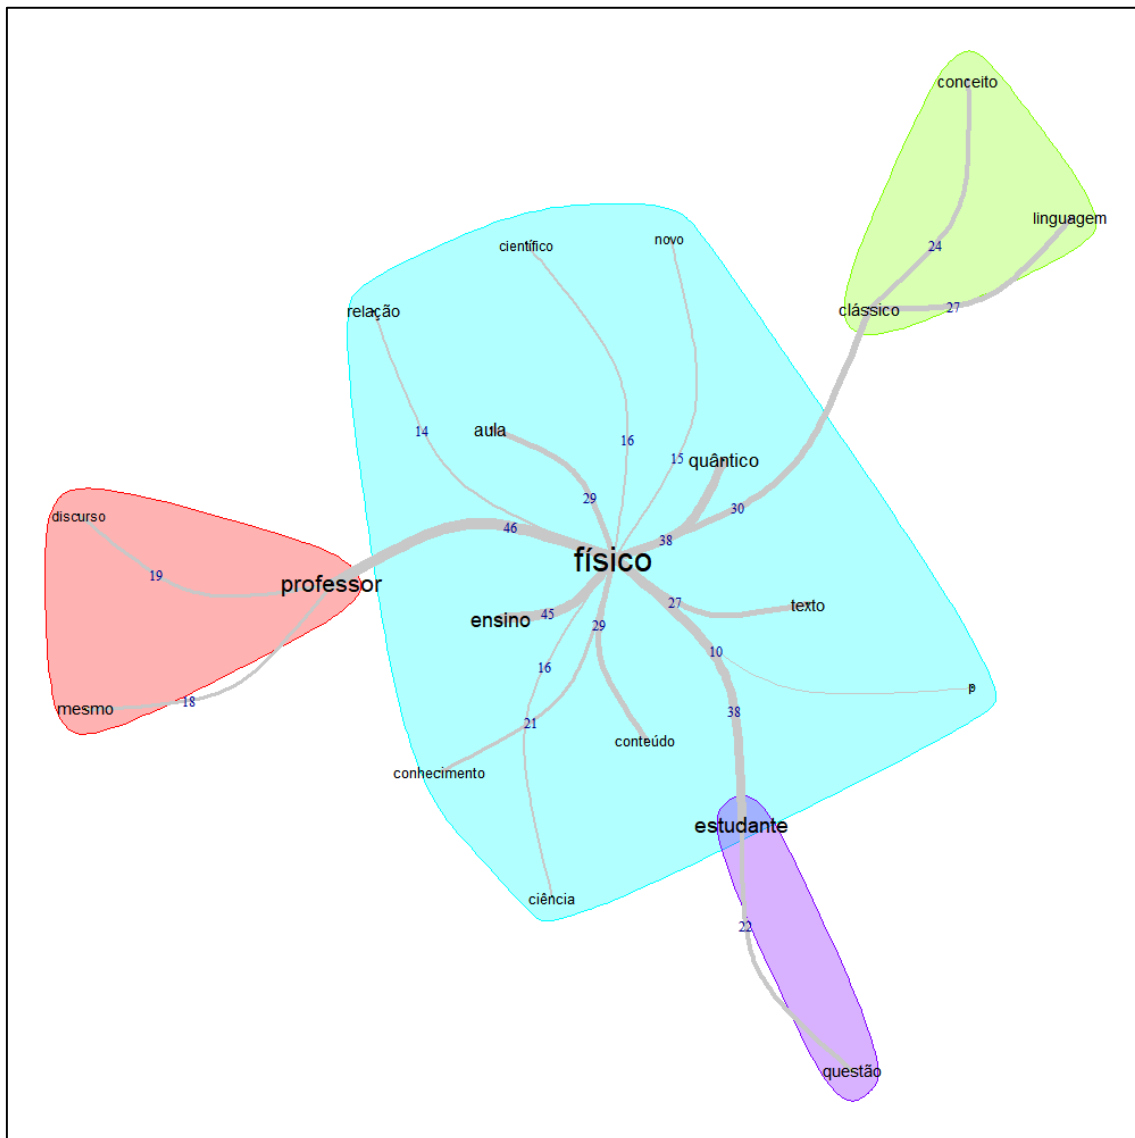 conceito
linguagem
24
clássico
27
científico
novo
relação
aula
14
16
15
quântico
29
30
46
38
físico
discurso
19
professor
ensino
45
27
texto
29
16
10
mesmo
18
38
21
conteúdo
conhecimento
estudante
ciência
22
questão